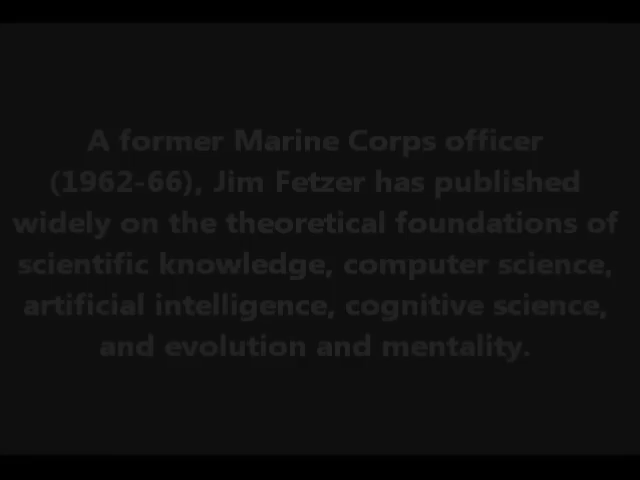 A former Marine Corps officer
(1962-66), Jim Fetzer has published
widely on the theoretical foundations of
scientific knowledge, computer science,
artificial intelligence, cognitive science,
and evolution and mentality.